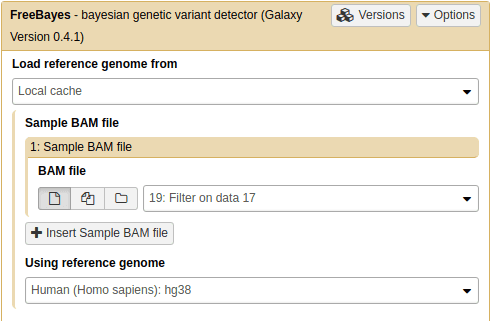 FreeBayes - bayesian genetic variant detector (Galaxy
Version 0.4.1)
Versions
Options
Load reference genome from
Local cache
Sample BAM file
1: Sample BAM file
BAM file
19: Filter on data 17
Insert Sample BAM file
Using reference genome
Human (Homo sapiens): hg38